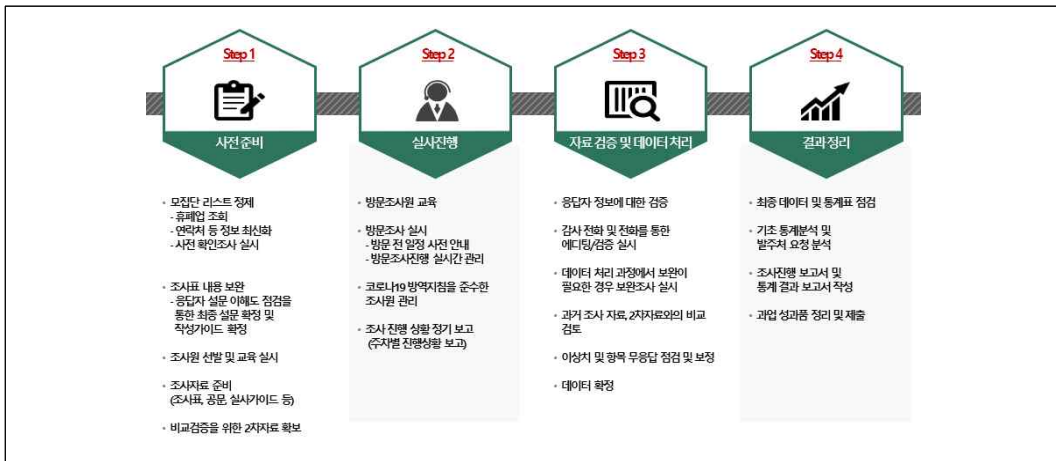 Step 1
사전 준비
• 모집단 리스트 정제
- 휴폐업 조회
- 연락처 등 정보 최신화
- 사전 확인조사 실시
• 조사표 내용 보완
- 응답자 설문 이해도 점검을
통한 최종 설문 확정 및
작성가이드 확정
• 조사원 선발 및 교육 실시
• 조사자료 준비
(조사표, 공문, 실사가이드 등)
• 비교검증을 위한 2차자료 확보
Step 2
실사진행
• 방문조사원 교육
• 방문조사 실시
- 방문 전 일정 사전 안내
- 방문조사진행 실시간 관리
• 코로나19 방역지침을 준수한
조사원 관리
• 조사 진행 상황 정기 보고
(주차별 진행상황 보고)
Step 3
자료 검증 및 데이터 처리
• 응답자 정보에 대한 검증
• 감사 전화 및 전화를 통한
에디팅/검증 실시
• 데이터 처리 과정에서 보완이
필요한 경우 보완조사 실시
• 과거 조사 자료, 2차자료와의 비교
검토
• 이상치 및 항목 무응답 점검 및 보정
• 데이터 확정
Step 4
결과정리
• 최종 데이터 및 통계표 점검
• 기초 통계분석 및
발주처 요청 분석
• 조사진행 보고서 및
통계 결과 보고서 작성
• 과업 성과품 정리 및 제출